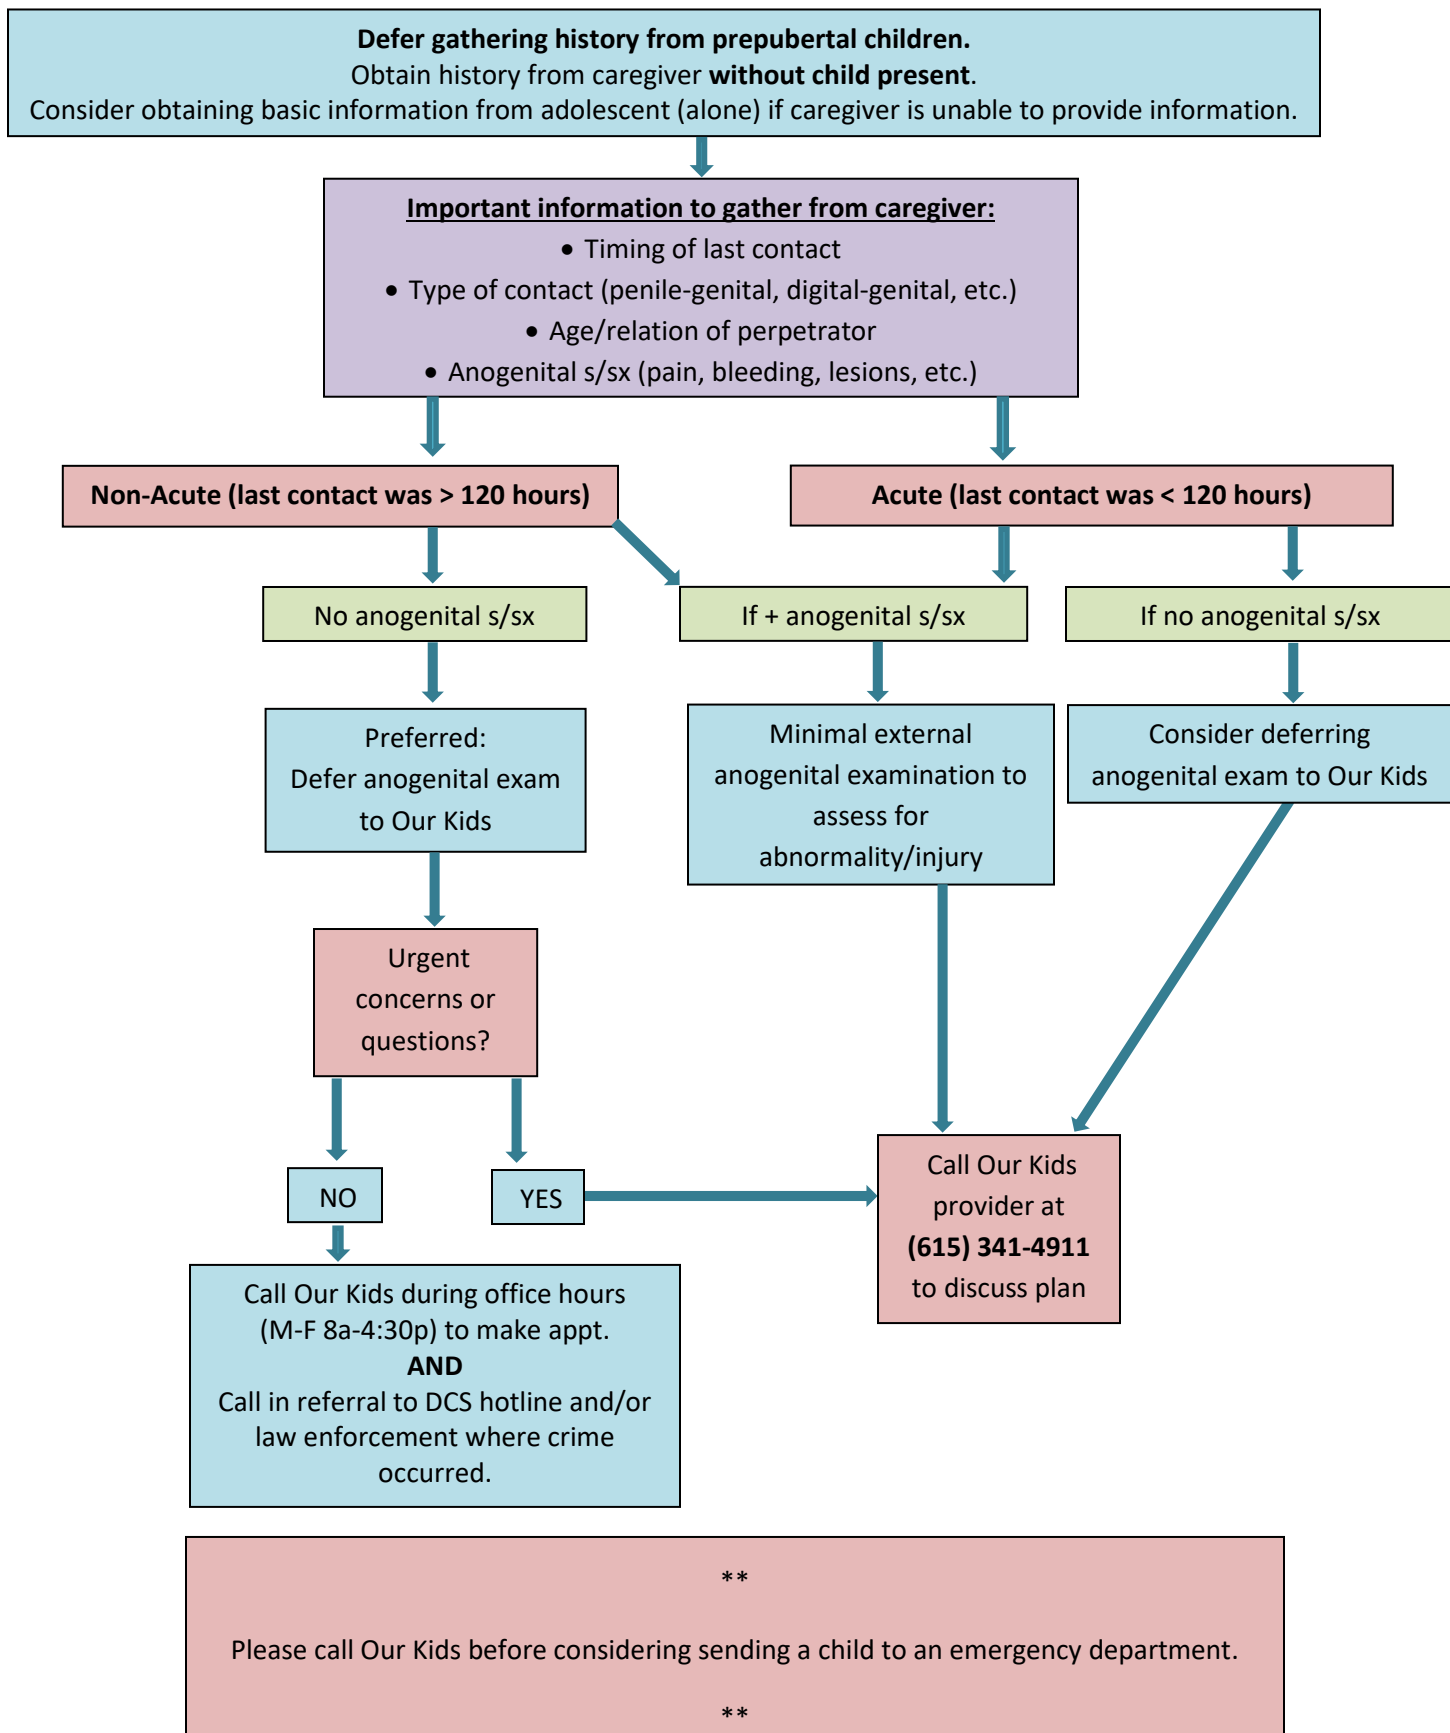 Defer gathering history from prepubertal children.
Obtain history from caregiver without child present.
Consider obtaining basic information from adolescent (alone) if caregiver is unable to provide information.
Important information to gather from caregiver:
• Timing of last contact
• Type of contact (penile-genital, digital-genital, etc.)
• Age/relation of perpetrator
• Anogenital s/sx (pain, bleeding, lesions, etc.)
Non-Acute (last contact was > 120 hours)
Acute (last contact was < 120 hours)
No anogenital s/sx
If + anogenital s/sx
If no anogenital s/sx
Preferred:
Defer anogenital exam
to Our Kids
Minimal external
anogenital examination to
assess for
abnormality/injury
Consider deferring
anogenital exam to Our Kids
Urgent
concerns or
questions?
NO
YES
Call Our Kids
provider at
(615) 341-4911
to discuss plan
Call Our Kids during office hours
(M-F 8a-4:30p) to make appt.
AND
Call in referral to DCS hotline and/or
law enforcement where crime
occurred.
**
Please call Our Kids before considering sending a child to an emergency department.
**